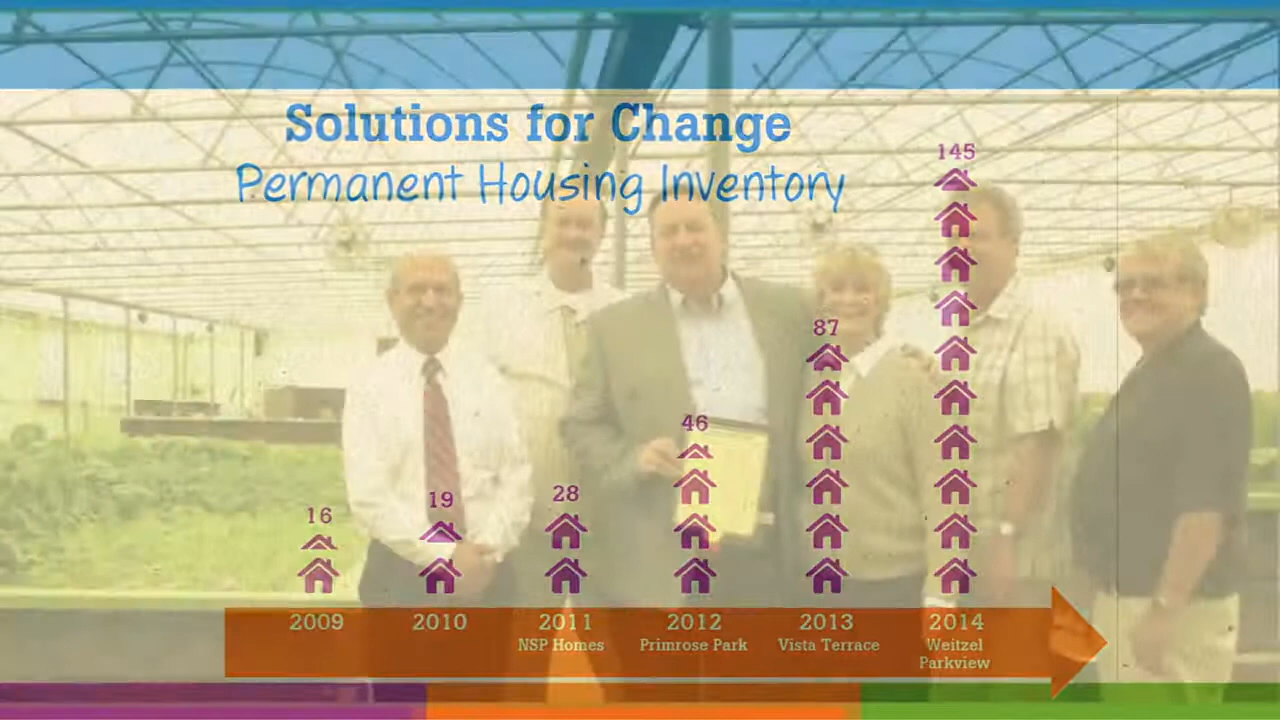 Solutions for Change
Permanent Housing Inventory
145
87
46
28
19
16
2009 2010 2011 2012 2013 2014
NSP Homes Primrose Park Vista Terrace Weitzel
Parkview